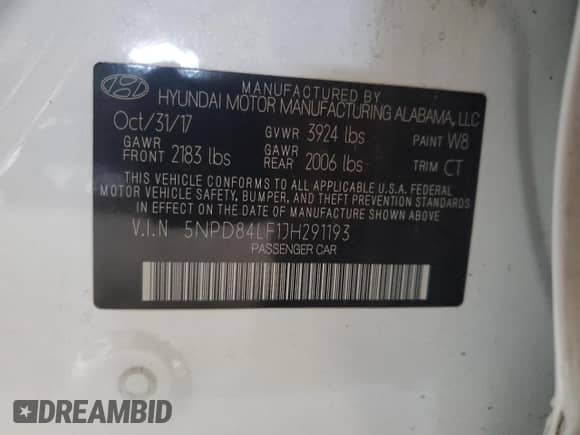 MANUFACTURED BY
HYUNDAI MOTOR MANUFACTURING ALABAMA, LLC
Oct/31/17 GVWR 3924 lbs PAINT W8
GAWR FRONT 2183 lbs GAWR REAR 2006 lbs TRIM CT
THIS VEHICLE CONFORMS TO ALL APPLICABLE U.S.A. FEDERAL
MOTOR VEHICLE SAFETY, BUMPER, AND THEFT PREVENTION STANDARDS
IN EFFECT ON THE DATE OF MANUFACTURE SHOWN ABOVE.
V.I.N 5NPD84LF1JH291193
PASSENGER CAR
DREAMBID